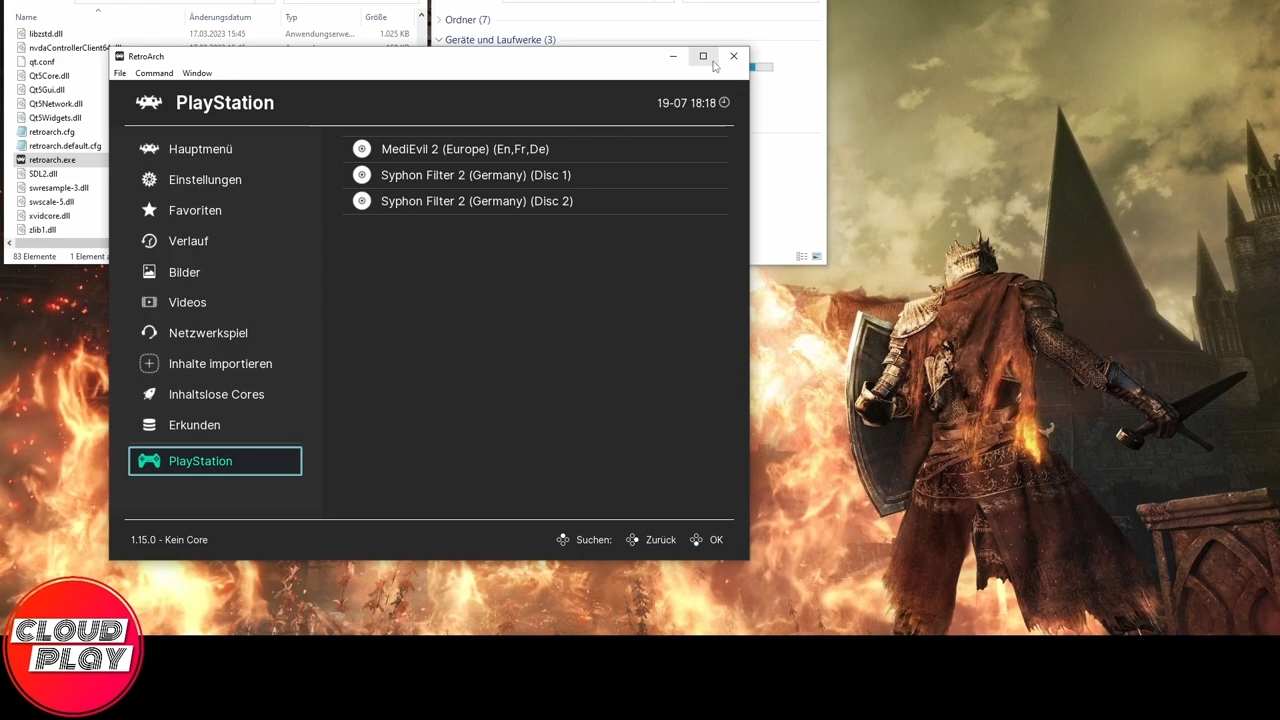 Name
Änderungsdatum
Typ
Größe
libzstd.dll
17.03.2023 15:45
Anwendungserwe...
1.025 KB
nvdaControllerClient64.dll
qt.conf
Qt5Core.dll
Qt5Gui.dll
Qt5Network.dll
Qt5Widgets.dll
retroarch.cfg
retroarch.default.cfg
retroarch.exe
SDL2.dll
swresample-3.dll
swscale-5.dll
xvidcore.dll
zlib1.dll
83 Elemente
1 Element
Ordner (7)
Geräte und Laufwerke (3)
RetroArch
File
Command
Window
PlayStation
19-07 18:18
Hauptmenü
Einstellungen
Favoriten
Verlauf
Bilder
Videos
Netzwerkspiel
Inhalte importieren
Inhaltslose Cores
Erkunden
PlayStation
MediEvil 2 (Europe) (En,Fr,De)
Syphon Filter 2 (Germany) (Disc 1)
Syphon Filter 2 (Germany) (Disc 2)
1.15.0 - Kein Core
Suchen:
Zurück
OK
CLOUD
PLAY